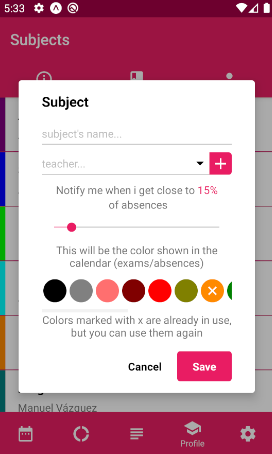 5:33
Subjects
Subject
subject's name...
teacher...
Notify me when i get close to 15%
of absences
This will be the color shown in the
calendar (exams/absences)
Colors marked with x are already in use,
but you can use them again
Cancel
Save
Manuel Vázquez
Profile